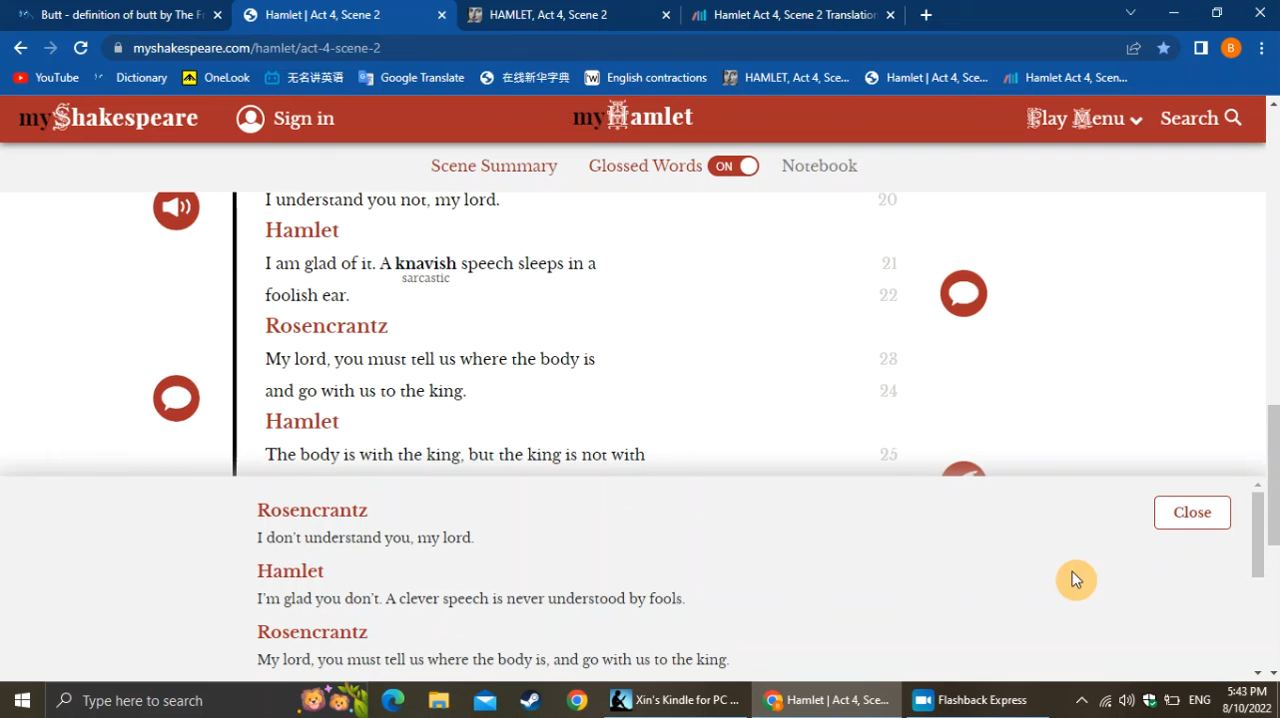 Butt - definition of butt by The Fr
Hamlet | Act 4, Scene 2
HAMLET, Act 4, Scene 2
Hamlet Act 4, Scene 2 Translation
myshakespeare.com/hamlet/act-4-scene-2
B
YouTube
Dictionary
OneLook
无名讲英语
Google Translate
在线新华字典
English contractions
HAMLET, Act 4, Sce...
Hamlet | Act 4, Sce...
Hamlet Act 4, Scen...
myShakespeare
Sign in
myHamlet
Play Menu
Search
Scene Summary
Glossed Words
ON
Notebook
I understand you not, my lord. 20
Hamlet
I am glad of it. A knavish speech sleeps in a 21
sarcastic
foolish ear. 22
Rosencrantz
My lord, you must tell us where the body is 23
and go with us to the king. 24
Hamlet
The body is with the king, but the king is not with 25
Rosencrantz
Close
I don't understand you, my lord.
Hamlet
I'm glad you don't. A clever speech is never understood by fools.
Rosencrantz
My lord, you must tell us where the body is, and go with us to the king.
Type here to search
Xin's Kindle for PC ...
Hamlet | Act 4, Sce...
Flashback Express
ENG
5:43 PM
8/10/2022